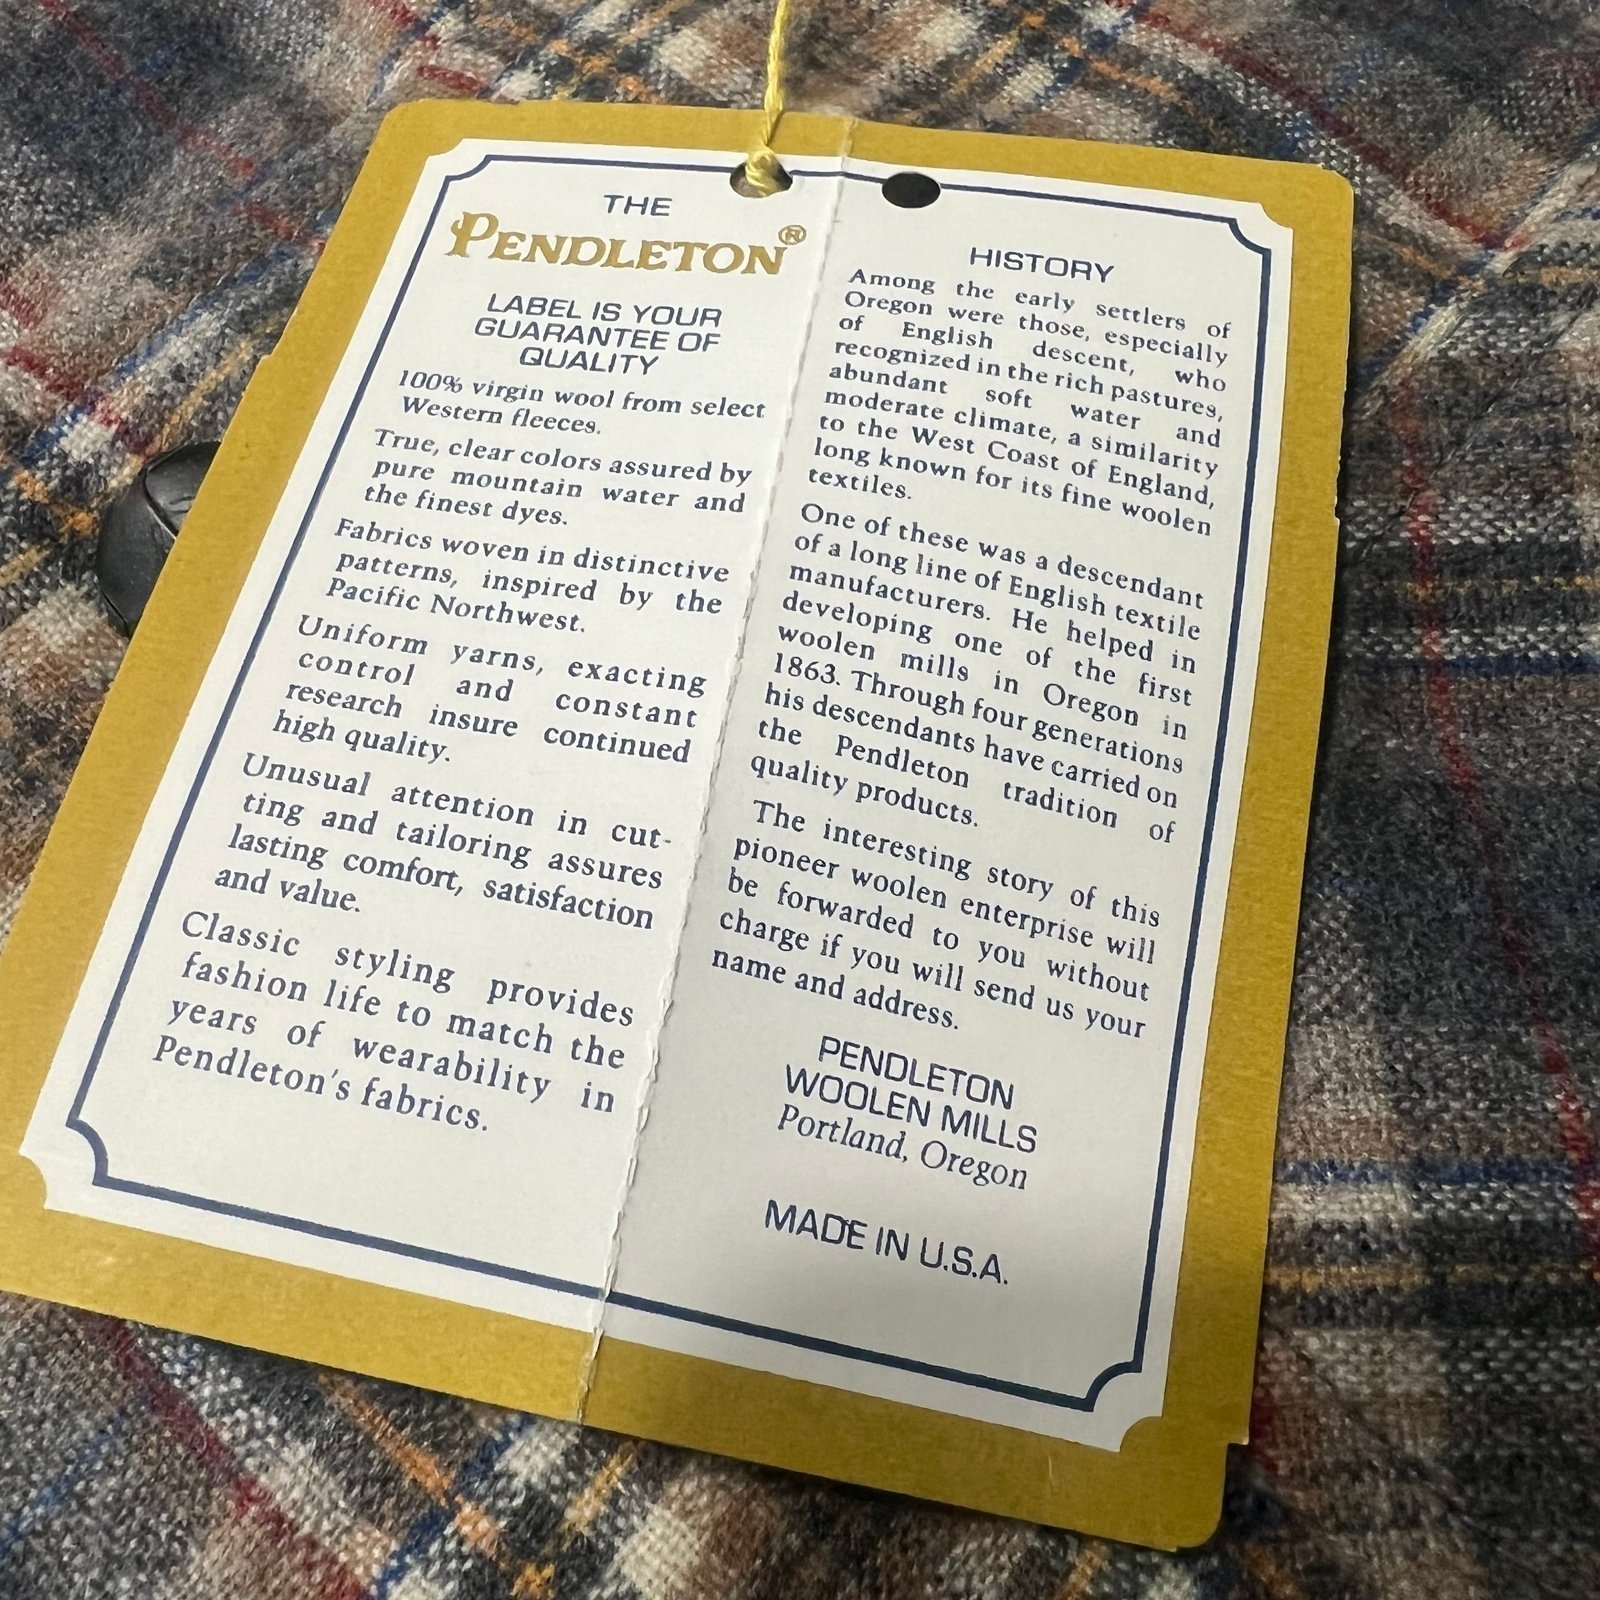 THE
PENDLETON®
LABEL IS YOUR
GUARANTEE OF
QUALITY
100% virgin wool from select
Western fleeces.
True, clear colors assured by
pure mountain water and
the finest dyes.
Fabrics woven in distinctive
patterns, inspired by the
Pacific Northwest.
Uniform yarns, exacting
control and constant
research insure continued
high quality.
Unusual attention in cut-
ting and tailoring assures
lasting comfort, satisfaction
and value.
Classic styling provides
fashion life to match the
years of wearability in
Pendleton's fabrics.
HISTORY
Among the early settlers of
Oregon were those, especially
of English descent, who
recognized in the rich pastures,
abundant soft water and
moderate climate, a similarity
to the West Coast of England,
long known for its fine woolen
textiles.
One of these was a descendant
of a long line of English textile
manufacturers. He helped in
developing one of the first
woolen mills in Oregon in
1863. Through four generations
his descendants have carried on
the Pendleton tradition of
quality products.
The interesting story of this
pioneer woolen enterprise will
be forwarded to you without
charge if you will send us your
name and address.
PENDLETON
WOOLEN MILLS
Portland, Oregon
MADE IN U.S.A.